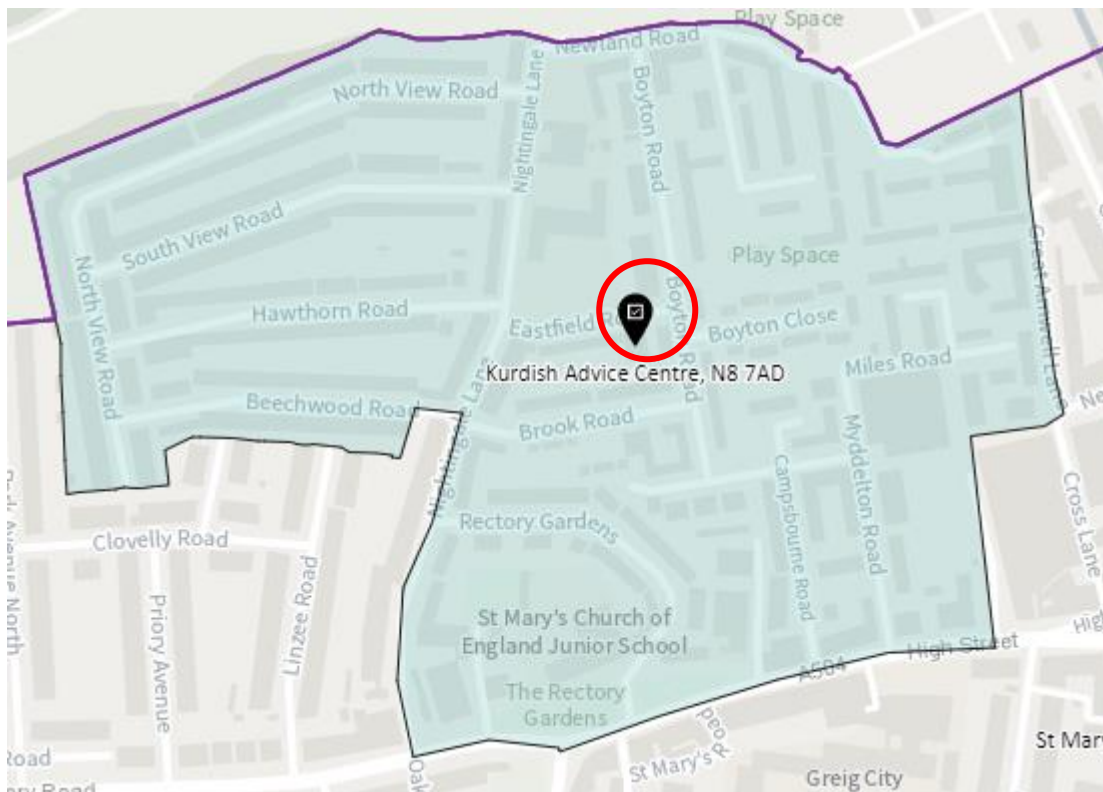 Play Space
Newland Road
North View Road
Nightingale Lane
Boyton Road
South View Road
Play Space
North View Road
Hawthorn Road
Eastfield
Boyton Road
Boyton Close
Great Amwell Lane
Kurdish Advice Centre, N8 7AD
Miles Road
Beechwood Road
Brook Road
Nightingale Lane
Myddelton Road
Campsbourne Road
Cross Lane
Rectory Gardens
Clovelly Road
Priory Avenue
Linzee Road
St Mary's Church of
England Junior School
High Street
A504
The Rectory
Gardens
St Mary's R
oad
St Mar
Road
Oak
Greig City